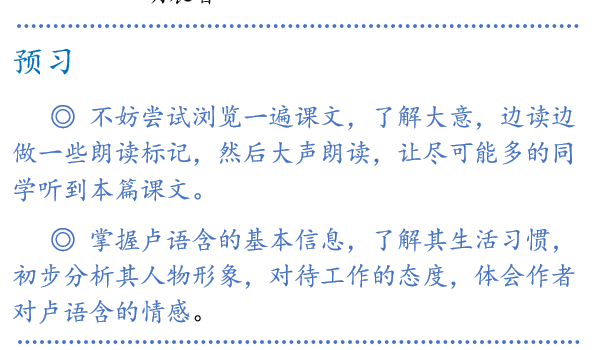 预习
◎ 不妨尝试浏览一遍课文，了解大意，边读边
做一些朗读标记，然后大声朗读，让尽可能多的同
学听到本篇课文。
◎ 掌握卢语含的基本信息，了解其生活习惯，
初步分析其人物形象，对待工作的态度，体会作者
对卢语含的情感。